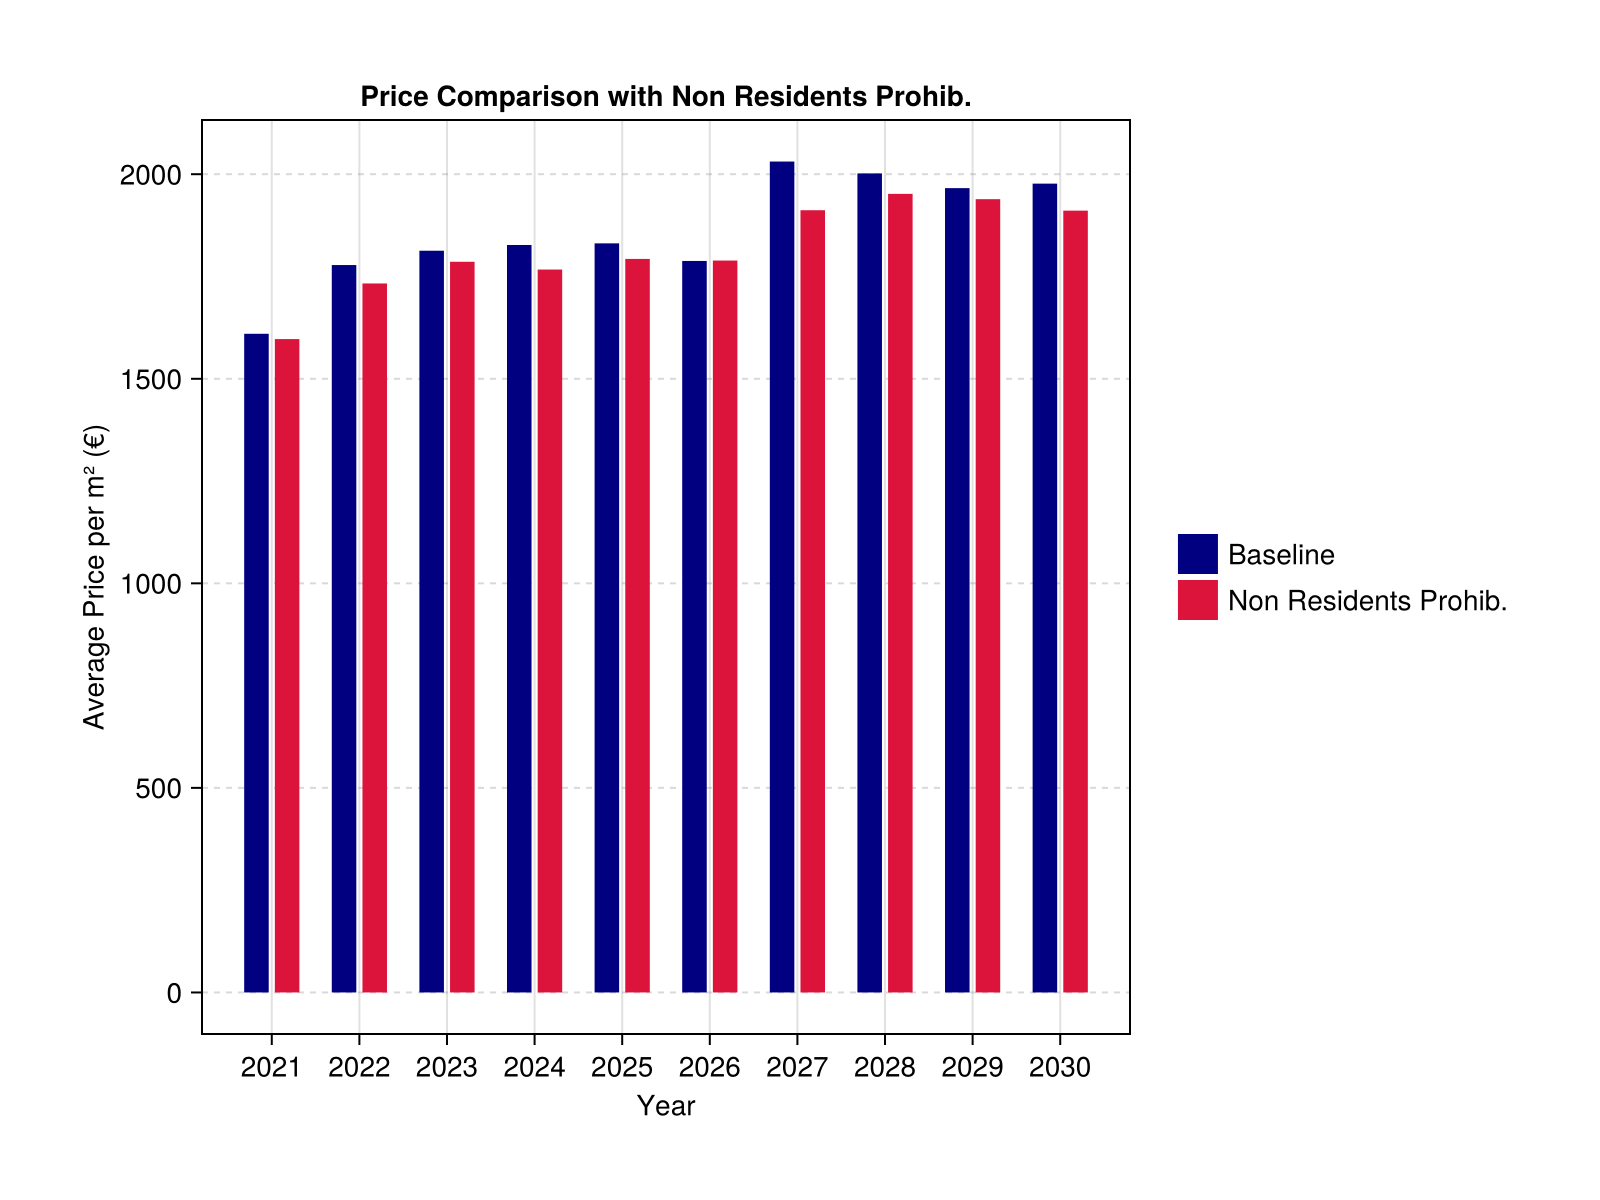 Price Comparison with Non Residents Prohib.
Average Price per m² (€)
2000
1500
1000
500
0
2021 2022 2023 2024 2025 2026 2027 2028 2029 2030
Year
Baseline
Non Residents Prohib.